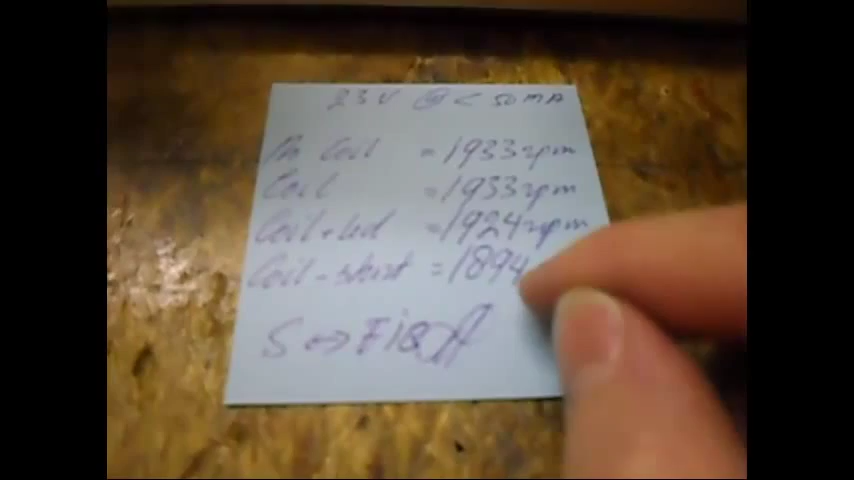 23V @ < 50mA
no Coil = 1933rpm
Coil = 1933rpm
Coil + led = 1924rpm
Coil - short = 1894
S ⇔